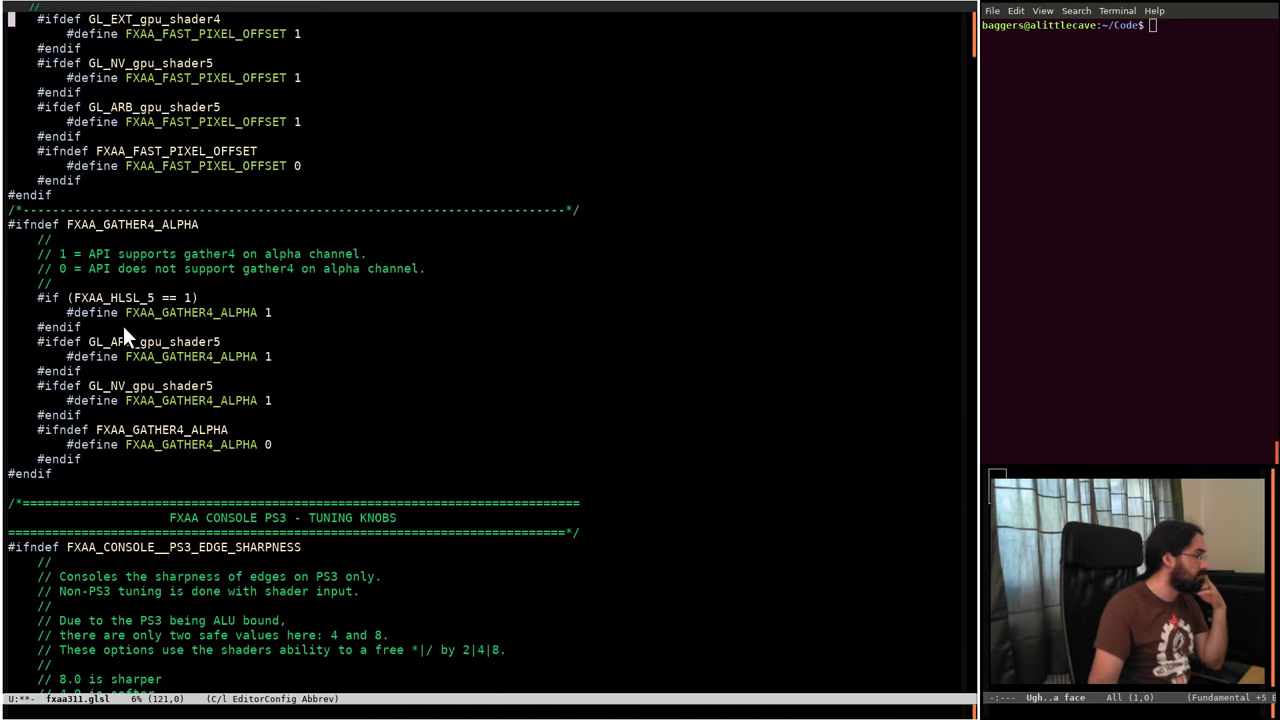 //
#ifdef GL_EXT_gpu_shader4
#define FXAA_FAST_PIXEL_OFFSET 1
#endif
#ifdef GL_NV_gpu_shader5
#define FXAA_FAST_PIXEL_OFFSET 1
#endif
#ifdef GL_ARB_gpu_shader5
#define FXAA_FAST_PIXEL_OFFSET 1
#endif
#ifndef FXAA_FAST_PIXEL_OFFSET
#define FXAA_FAST_PIXEL_OFFSET 0
#endif
#endif
/*--------------------------------------------------------------------------*/
#ifndef FXAA_GATHER4_ALPHA
//
// 1 = API supports gather4 on alpha channel.
// 0 = API does not support gather4 on alpha channel.
//
#if (FXAA_HLSL_5 == 1)
#define FXAA_GATHER4_ALPHA 1
#endif
#ifdef GL_ARB_gpu_shader5
#define FXAA_GATHER4_ALPHA 1
#endif
#ifdef GL_NV_gpu_shader5
#define FXAA_GATHER4_ALPHA 1
#endif
#ifndef FXAA_GATHER4_ALPHA
#define FXAA_GATHER4_ALPHA 0
#endif
#endif
/*============================================================================
FXAA CONSOLE PS3 - TUNING KNOBS
============================================================================*/
#ifndef FXAA_CONSOLE__PS3_EDGE_SHARPNESS
//
// Consoles the sharpness of edges on PS3 only.
// Non-PS3 tuning is done with shader input.
//
// Due to the PS3 being ALU bound,
// there are only two safe values here: 4 and 8.
// These options use the shaders ability to a free *|/ by 2|4|8.
//
// 8.0 is sharper
// 4.0 is softer
U:**- fxaa311.glsl 6% (121,0) (C/l EditorConfig Abbrev)
File Edit View Search Terminal Help
baggers@alittlecave:~/Code$
-:--- Ugh..a face All (1,0) (Fundamental +5 E